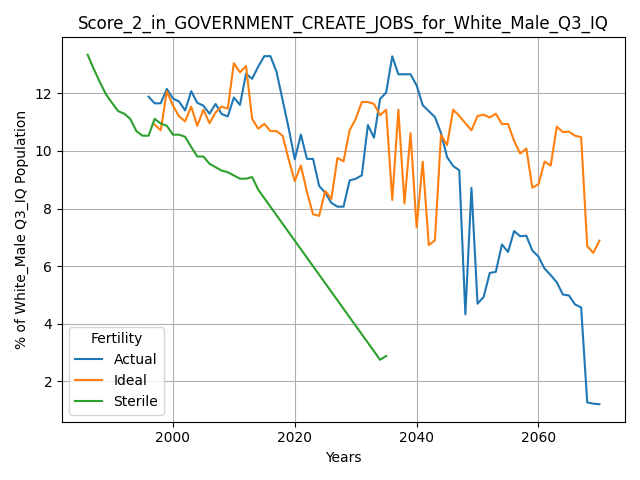 Score_2_in_GOVERNMENT_CREATE_JOBS_for_White_Male_Q3_IQ
% of White_Male Q3_IQ Population
12
10
8
6
4
2
Fertility
Actual
Ideal
Sterile
2000 2020 2040 2060
Years